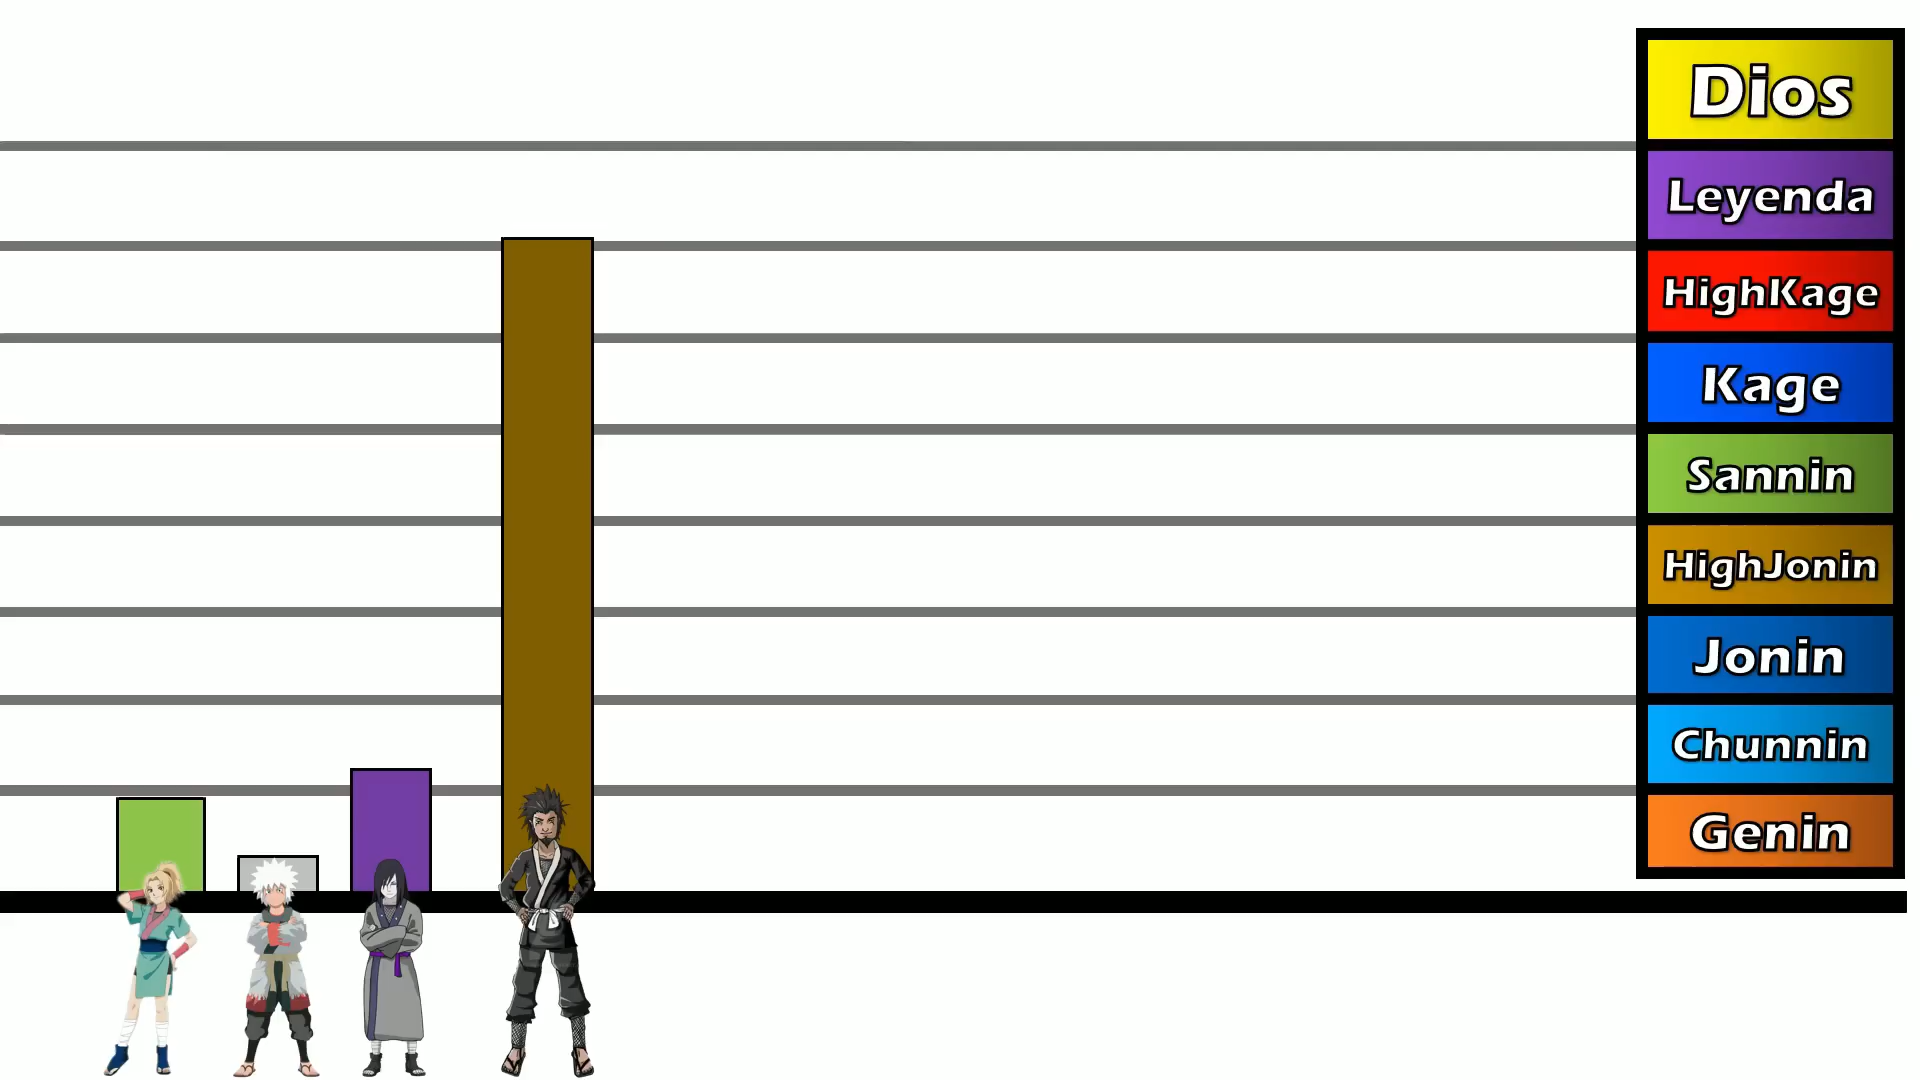 Dios
Leyenda
HighKage
Kage
Sannin
HighJonin
Jonin
Chunnin
Genin